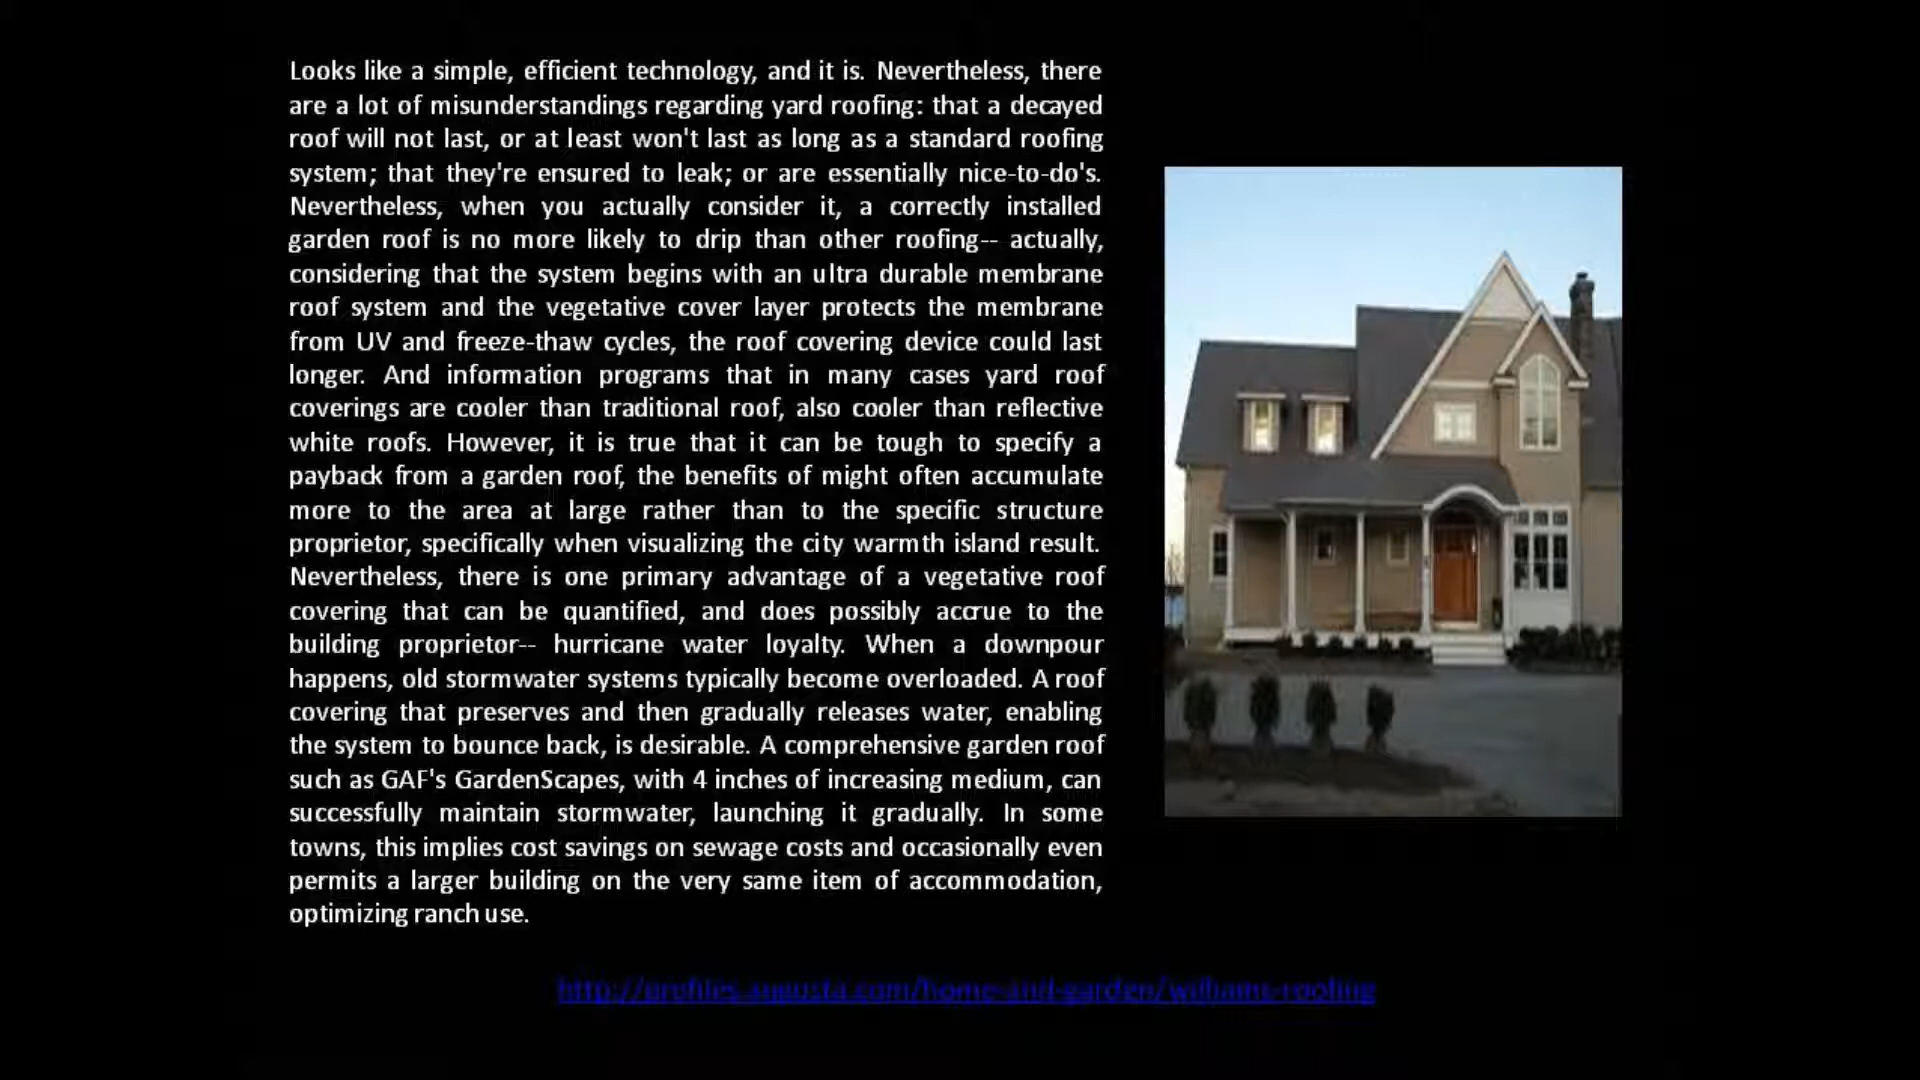 Looks like a simple, efficient technology, and it is. Nevertheless, there
are a lot of misunderstandings regarding yard roofing: that a decayed
roof will not last, or at least won't last as long as a standard roofing
system; that they're ensured to leak; or are essentially nice-to-do's.
Nevertheless, when you actually consider it, a correctly installed
garden roof is no more likely to drip than other roofing-- actually,
considering that the system begins with an ultra durable membrane
roof system and the vegetative cover layer protects the membrane
from UV and freeze-thaw cycles, the roof covering device could last
longer. And information programs that in many cases yard roof
coverings are cooler than traditional roof, also cooler than reflective
white roofs. However, it is true that it can be tough to specify a
payback from a garden roof, the benefits of might often accumulate
more to the area at large rather than to the specific structure
proprietor, specifically when visualizing the city warmth island result.
Nevertheless, there is one primary advantage of a vegetative roof
covering that can be quantified, and does possibly accrue to the
building proprietor-- hurricane water loyalty. When a downpour
happens, old stormwater systems typically become overloaded. A roof
covering that preserves and then gradually releases water, enabling
the system to bounce back, is desirable. A comprehensive garden roof
such as GAF's GardenScapes, with 4 inches of increasing medium, can
successfully maintain stormwater, launching it gradually. In some
towns, this implies cost savings on sewage costs and occasionally even
permits a larger building on the very same item of accommodation,
optimizing ranch use.
http://profiles.augusta.com/home-and-garden/williams-roofing